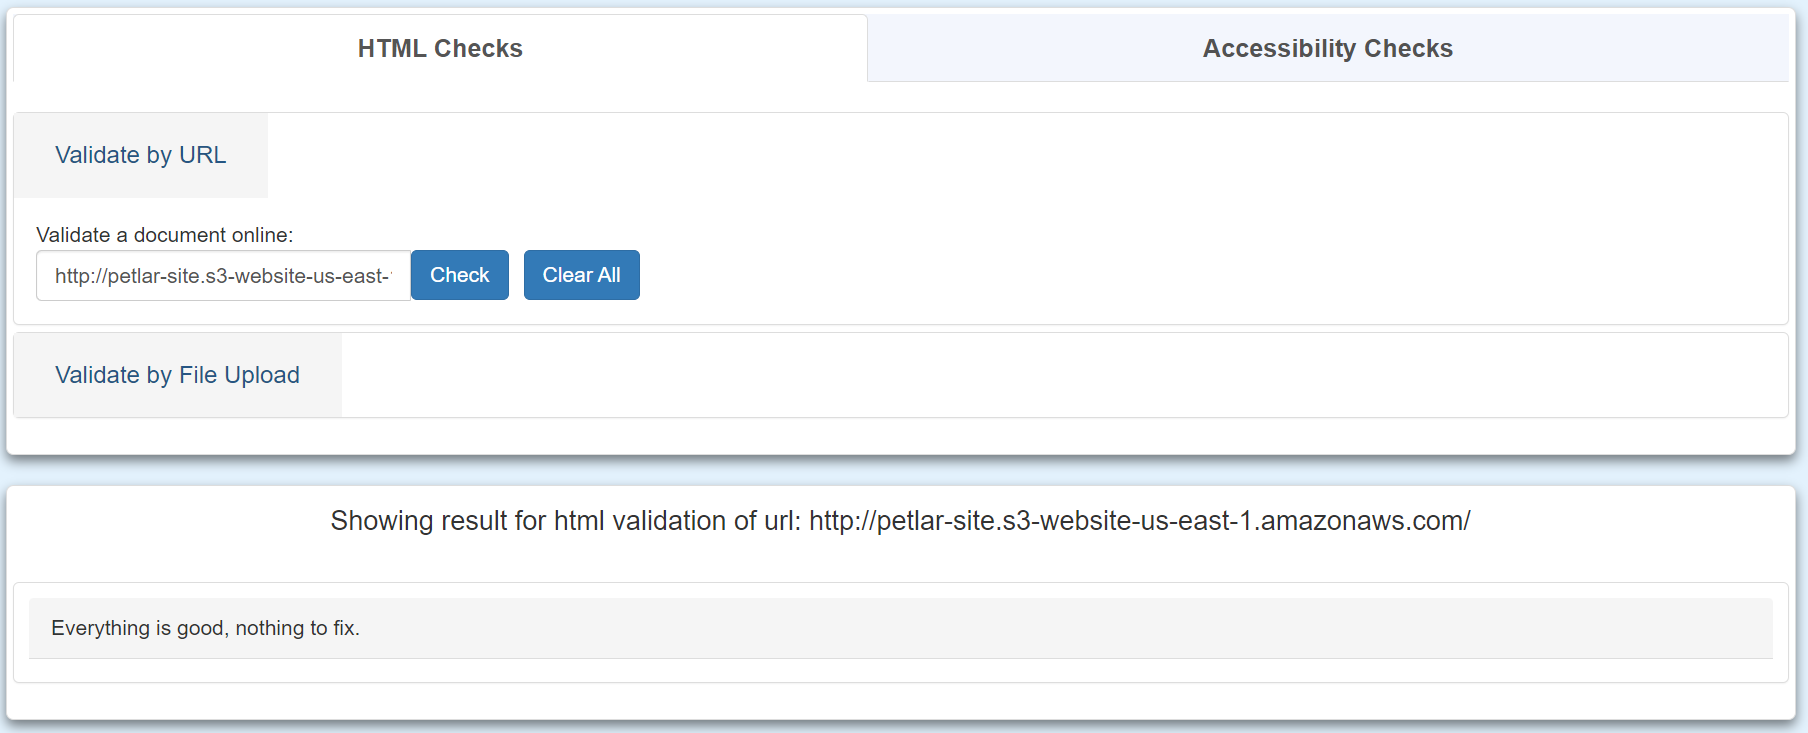 HTML Checks
Accessibility Checks
Validate by URL
Validate a document online:
http://petlar-site.s3-website-us-east-
Check
Clear All
Validate by File Upload
Showing result for html validation of url: http://petlar-site.s3-website-us-east-1.amazonaws.com/
Everything is good, nothing to fix.